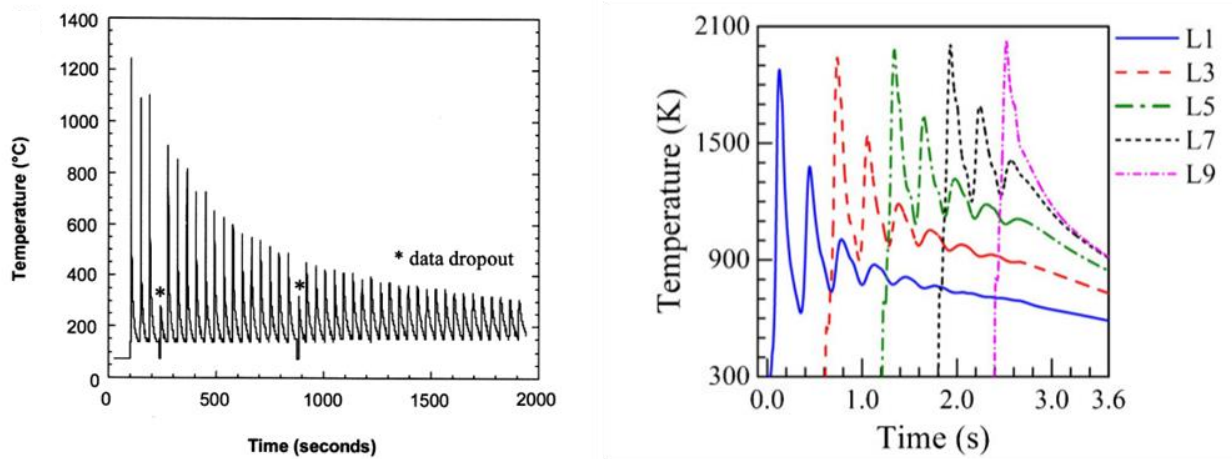 1400
1200
1000
800
600
400
200
0
Temperature (°C)
* data dropout
*
*
0 500 1000 1500 2000
Time (seconds)
2100
1500
900
300
Temperature (K)
0.0 1.0 2.0 3.0 3.6
Time (s)
L1
L3
L5
L7
L9